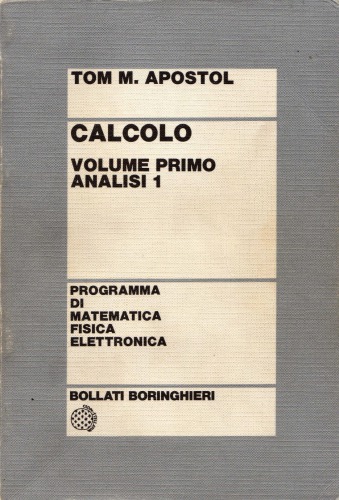 TOM M. APOSTOL
CALCOLO
VOLUME PRIMO
ANALISI 1
PROGRAMMA
DI
MATEMATICA
FISICA
ELETTRONICA
BOLLATI BORINGHIERI